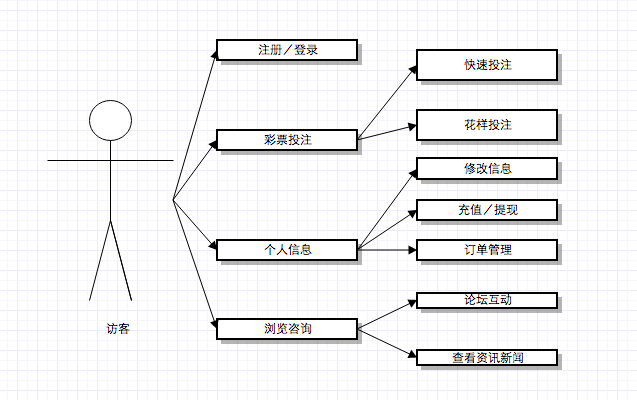 注册／登录
快速投注
彩票投注
花样投注
修改信息
充值／提现
个人信息
订单管理
论坛互动
浏览咨询
查看资讯新闻
访客